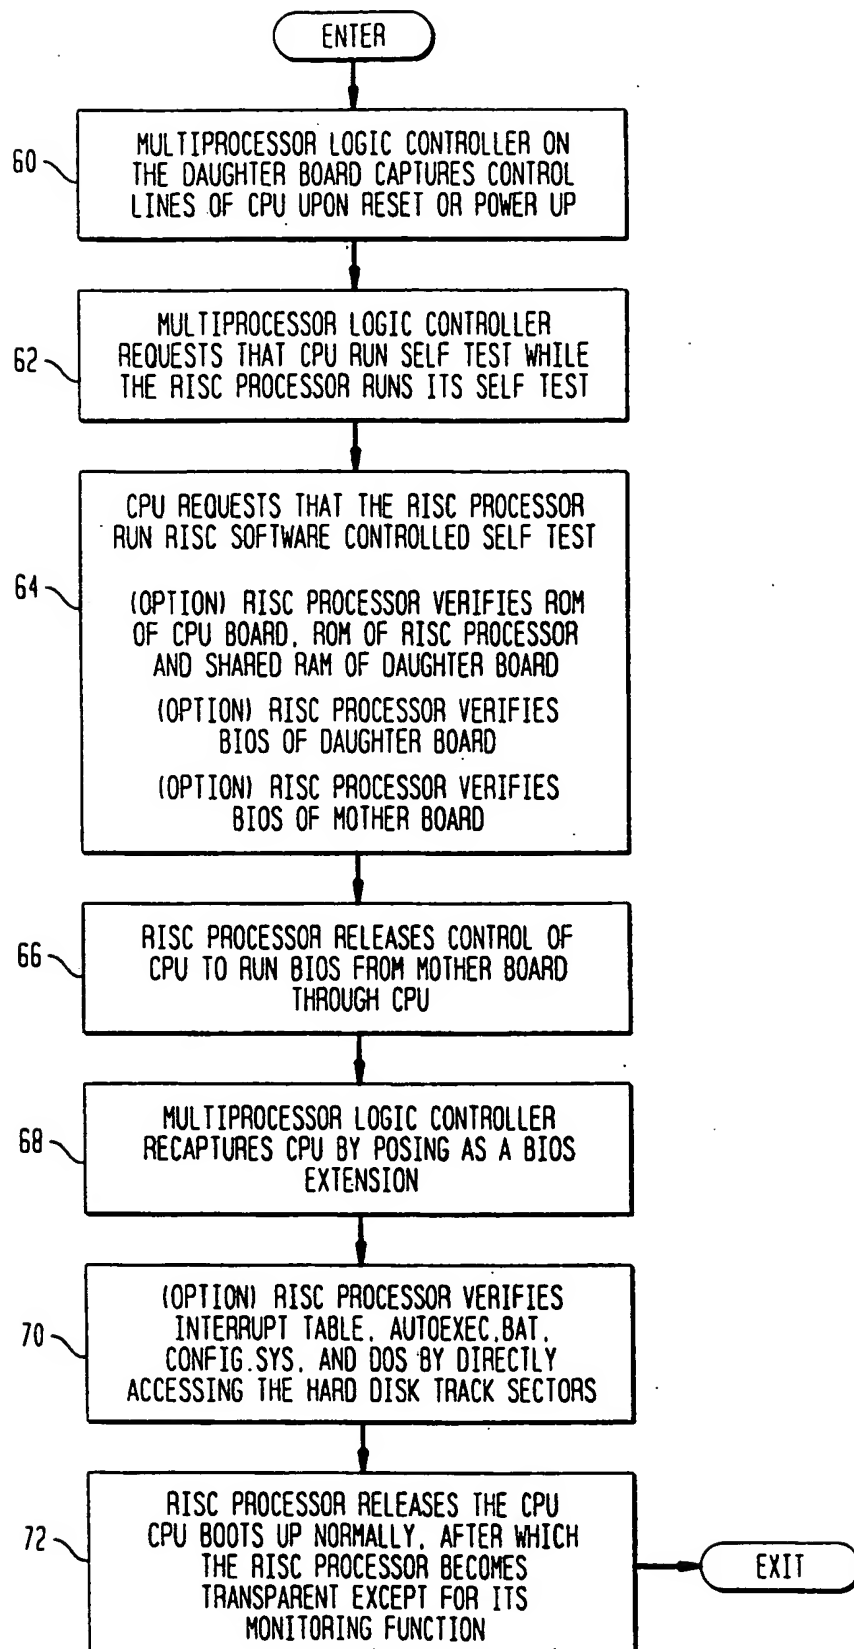 ENTER
60
MULTIPROCESSOR LOGIC CONTROLLER ON
THE DAUGHTER BOARD CAPTURES CONTROL
LINES OF CPU UPON RESET OR POWER UP
62
MULTIPROCESSOR LOGIC CONTROLLER
REQUESTS THAT CPU RUN SELF TEST WHILE
THE RISC PROCESSOR RUNS ITS SELF TEST
64
CPU REQUESTS THAT THE RISC PROCESSOR
RUN RISC SOFTWARE CONTROLLED SELF TEST
(OPTION) RISC PROCESSOR VERIFIES ROM
OF CPU BOARD, ROM OF RISC PROCESSOR
AND SHARED RAM OF DAUGHTER BOARD
(OPTION) RISC PROCESSOR VERIFIES
BIOS OF DAUGHTER BOARD
(OPTION) RISC PROCESSOR VERIFIES
BIOS OF MOTHER BOARD
66
RISC PROCESSOR RELEASES CONTROL OF
CPU TO RUN BIOS FROM MOTHER BOARD
THROUGH CPU
68
MULTIPROCESSOR LOGIC CONTROLLER
RECAPTURES CPU BY POSING AS A BIOS
EXTENSION
70
(OPTION) RISC PROCESSOR VERIFIES
INTERRUPT TABLE, AUTOEXEC.BAT,
CONFIG.SYS, AND DOS BY DIRECTLY
ACCESSING THE HARD DISK TRACK SECTORS
72
RISC PROCESSOR RELEASES THE CPU
CPU BOOTS UP NORMALLY, AFTER WHICH
THE RISC PROCESSOR BECOMES
TRANSPARENT EXCEPT FOR ITS
MONITORING FUNCTION
EXIT